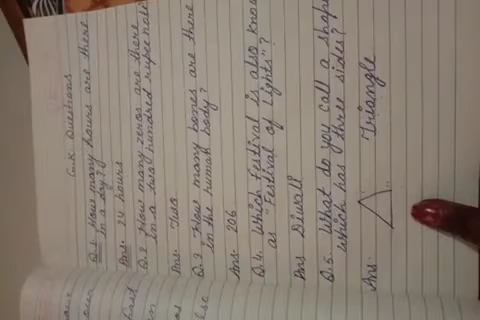 G.K Questions
Q.1. How many hours are there
in a day?
Ans. 24 hours
Q.2 How many zeros are there
in a two hundred rupee note
Ans. Two
Q.3 How many bones are there
in the human body?
Ans. 206
Q.4. Which festival is also know
as "Festival of Lights"?
Ans Diwali
Q.5. What do you call a shape
which has three sides?
Ans. Triangle